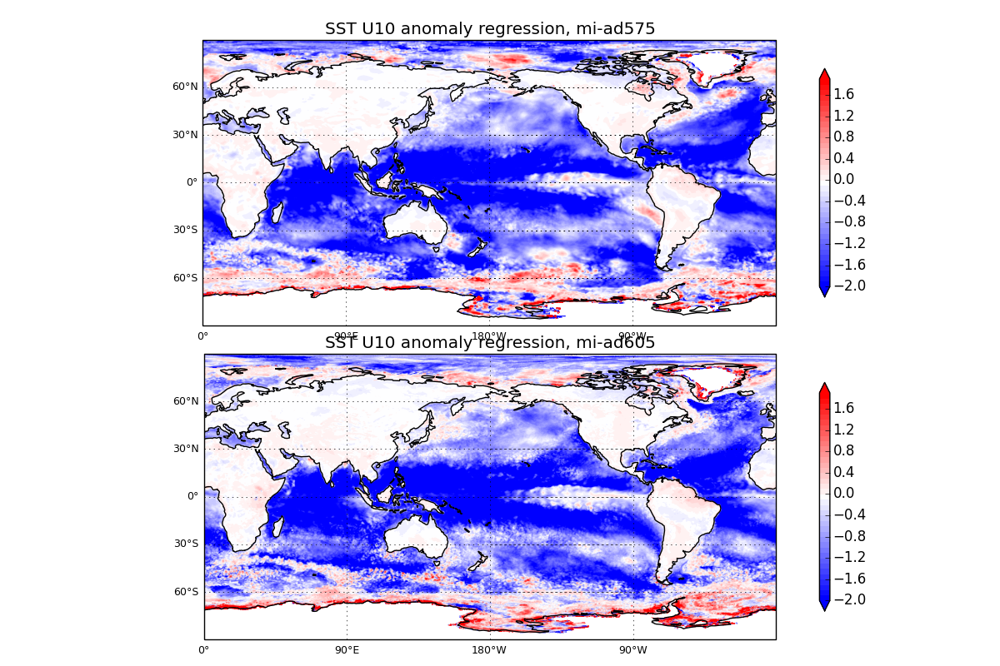 SST U10 anomaly regression, mi-ad575
60°N
30°N
0°
30°S
60°S
0° 90°E 180°W 90°W
1.6
1.2
0.8
0.4
0.0
−0.4
−0.8
−1.2
−1.6
−2.0
SST U10 anomaly regression, mi-ad605
60°N
30°N
0°
30°S
60°S
0° 90°E 180°W 90°W
1.6
1.2
0.8
0.4
0.0
−0.4
−0.8
−1.2
−1.6
−2.0